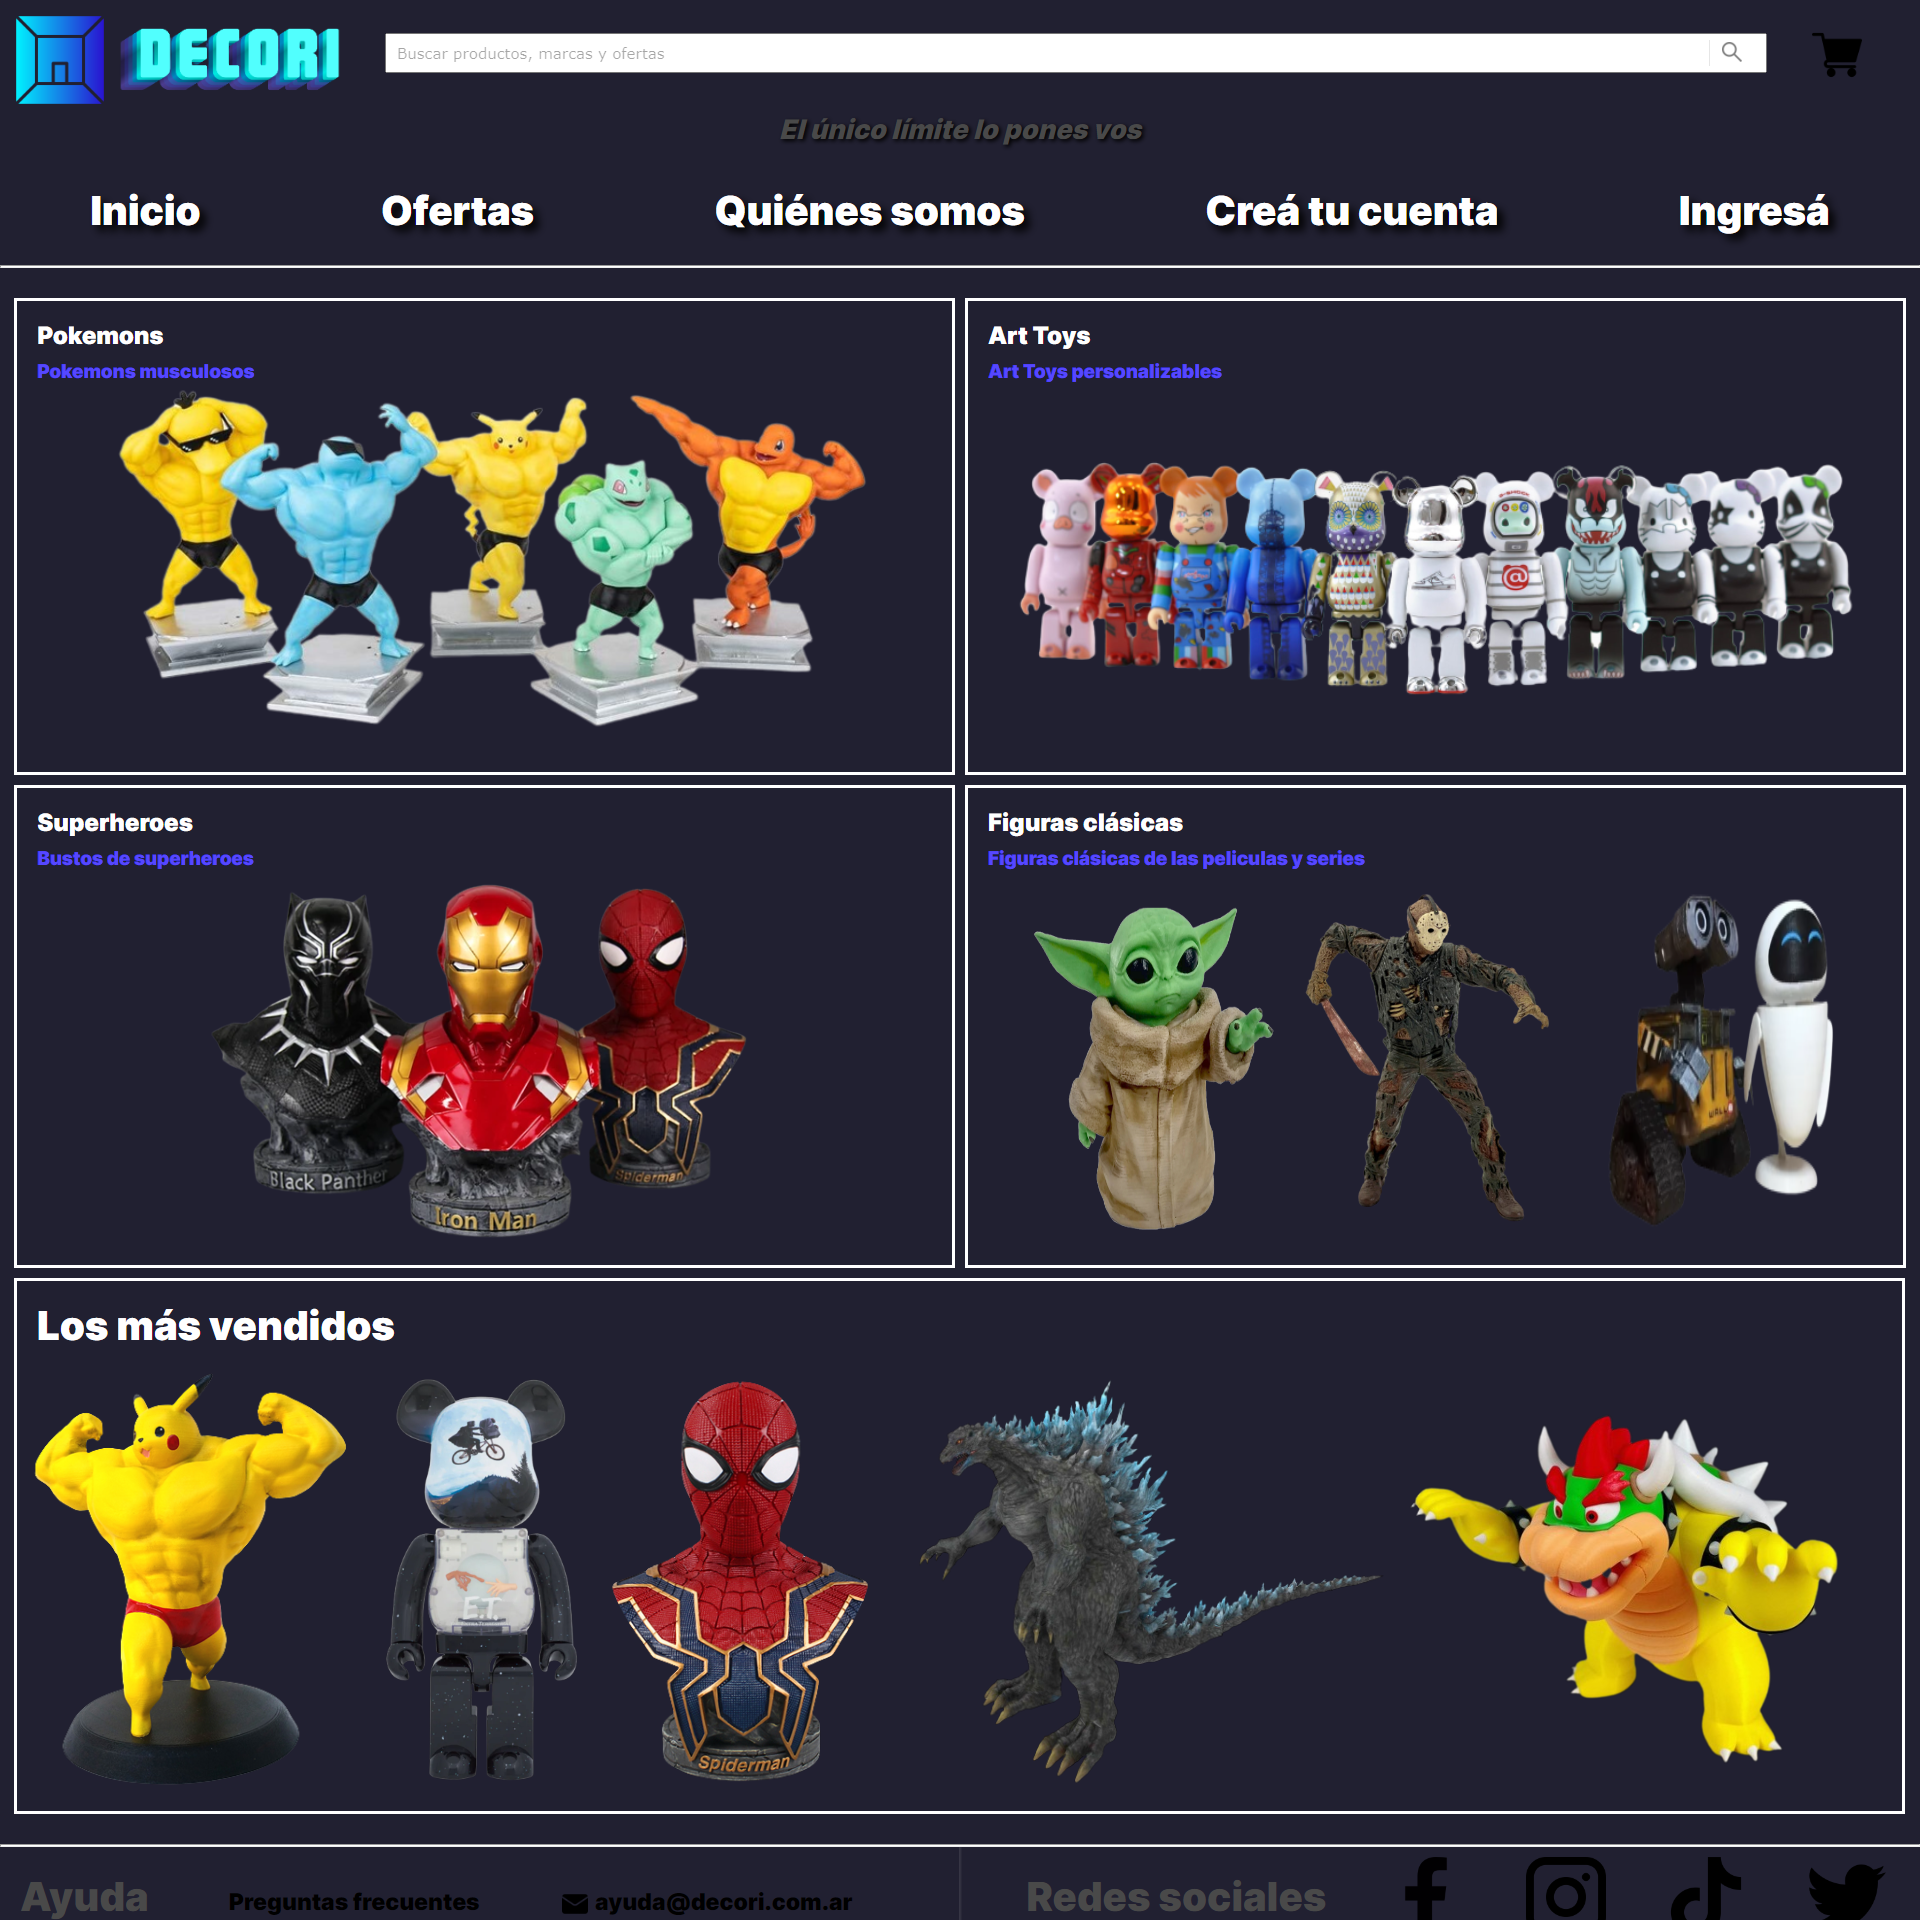 DECORI
Buscar productos, marcas y ofertas
El único límite lo pones vos
Inicio
Ofertas
Quiénes somos
Creá tu cuenta
Ingresá
Pokemons
Pokemons musculosos
Art Toys
Art Toys personalizables
G-SHOCK
Superheroes
Bustos de superheroes
Black Panther
Iron Man
Spiderman
Figuras clásicas
Figuras clásicas de las peliculas y series
WALL
Los más vendidos
E.T.
Spiderman
Ayuda
Preguntas frecuentes
ayuda@decori.com.ar
Redes sociales